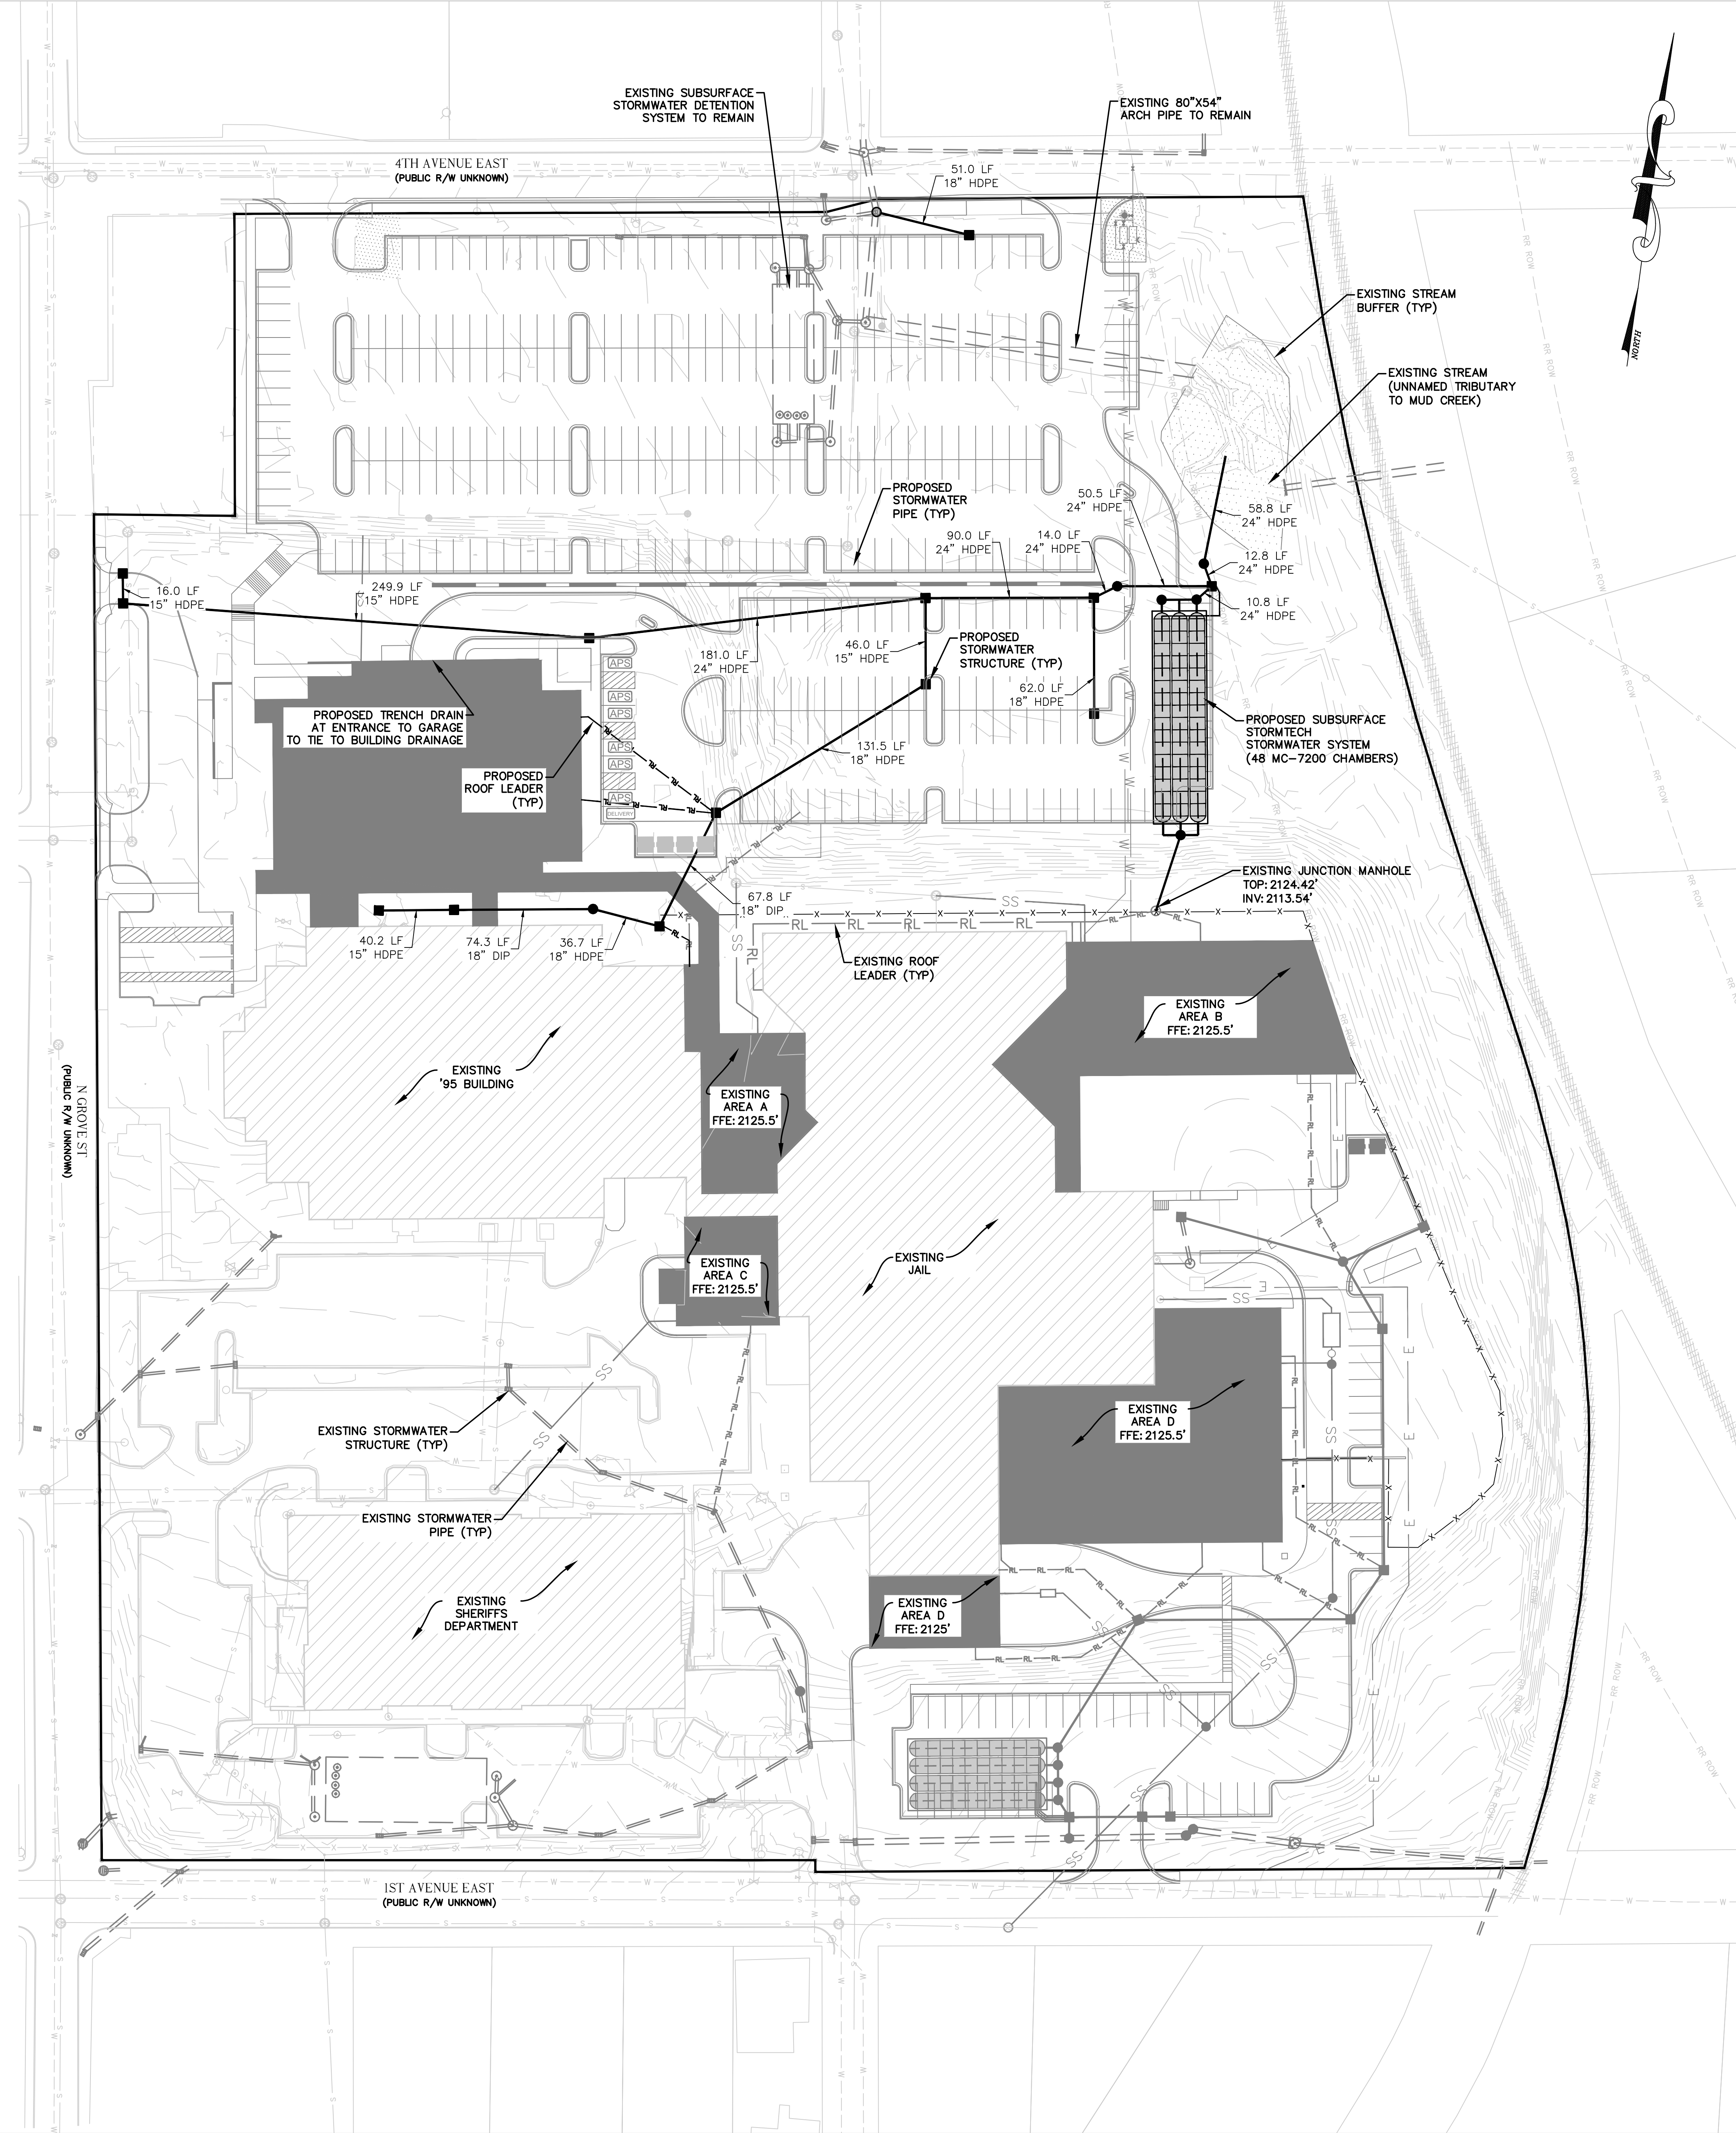 EXISTING SUBSURFACE
STORMWATER DETENTION
SYSTEM TO REMAIN
EXISTING 80"X54"
ARCH PIPE TO REMAIN
4TH AVENUE EAST
(PUBLIC R/W UNKNOWN)
51.0 LF
18" HDPE
NORTH
EXISTING STREAM
BUFFER (TYP)
EXISTING STREAM
(UNNAMED TRIBUTARY
TO MUD CREEK)
PROPOSED
STORMWATER
PIPE (TYP)
50.5 LF
24" HDPE
58.8 LF
24" HDPE
90.0 LF
24" HDPE
14.0 LF
24" HDPE
12.8 LF
24" HDPE
16.0 LF
15" HDPE
249.9 LF
15" HDPE
10.8 LF
24" HDPE
181.0 LF
24" HDPE
46.0 LF
15" HDPE
PROPOSED
STORMWATER
STRUCTURE (TYP)
62.0 LF
18" HDPE
APS
APS
APS
APS
APS
APS
DELIVERY
PROPOSED TRENCH DRAIN
AT ENTRANCE TO GARAGE
TO TIE TO BUILDING DRAINAGE
PROPOSED SUBSURFACE
STORMTECH
STORMWATER SYSTEM
(48 MC-7200 CHAMBERS)
131.5 LF
18" HDPE
PROPOSED
ROOF LEADER
(TYP)
EXISTING JUNCTION MANHOLE
TOP: 2124.42'
INV: 2113.54'
67.8 LF
18" DIP
40.2 LF
15" HDPE
74.3 LF
18" DIP
36.7 LF
18" HDPE
EXISTING ROOF
LEADER (TYP)
EXISTING
AREA B
FFE: 2125.5'
EXISTING
'95 BUILDING
EXISTING
AREA A
FFE: 2125.5'
N GROVE ST
(PUBLIC R/W UNKNOWN)
EXISTING
JAIL
EXISTING
AREA C
FFE: 2125.5'
EXISTING
AREA D
FFE: 2125.5'
EXISTING STORMWATER
STRUCTURE (TYP)
EXISTING STORMWATER
PIPE (TYP)
EXISTING
SHERIFFS
DEPARTMENT
EXISTING
AREA D
FFE: 2125'
1ST AVENUE EAST
(PUBLIC R/W UNKNOWN)